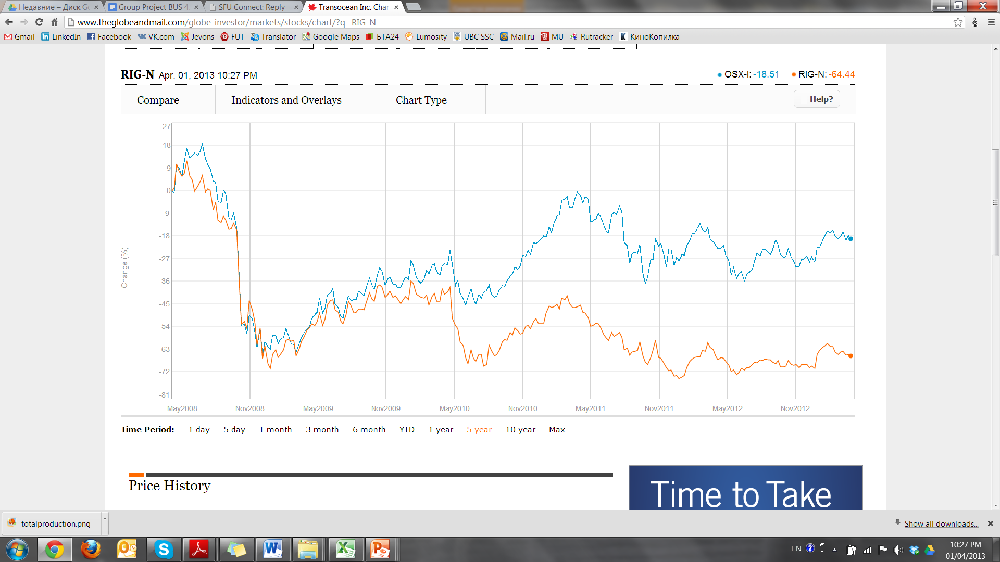 Недавние – Диск Go
Group Project BUS 4
SFU Connect: Reply
Transocean Inc. Char
www.theglobeandmail.com/globe-investor/markets/stocks/chart/?q=RIG-N
Gmail LinkedIn Facebook VK.com Jevons FUT Translator Google Maps БТА24 Lumosity UBC SSC Mail.ru MU Rutracker КиноКопилка
RIG-N Apr. 01, 2013 10:27 PM
OSX-I: -18.51 RIG-N: -64.44
Compare Indicators and Overlays Chart Type Help?
27
18
9
0
-9
-18
-27
-36
-45
-54
-63
-72
-81
Change (%)
May2008 Nov2008 May2009 Nov2009 May2010 Nov2010 May2011 Nov2011 May2012 Nov2012
Time Period: 1 day 5 day 1 month 3 month 6 month YTD 1 year 5 year 10 year Max
Price History
Time to Take
totalproduction.png
Show all downloads...
EN
10:27 PM
01/04/2013